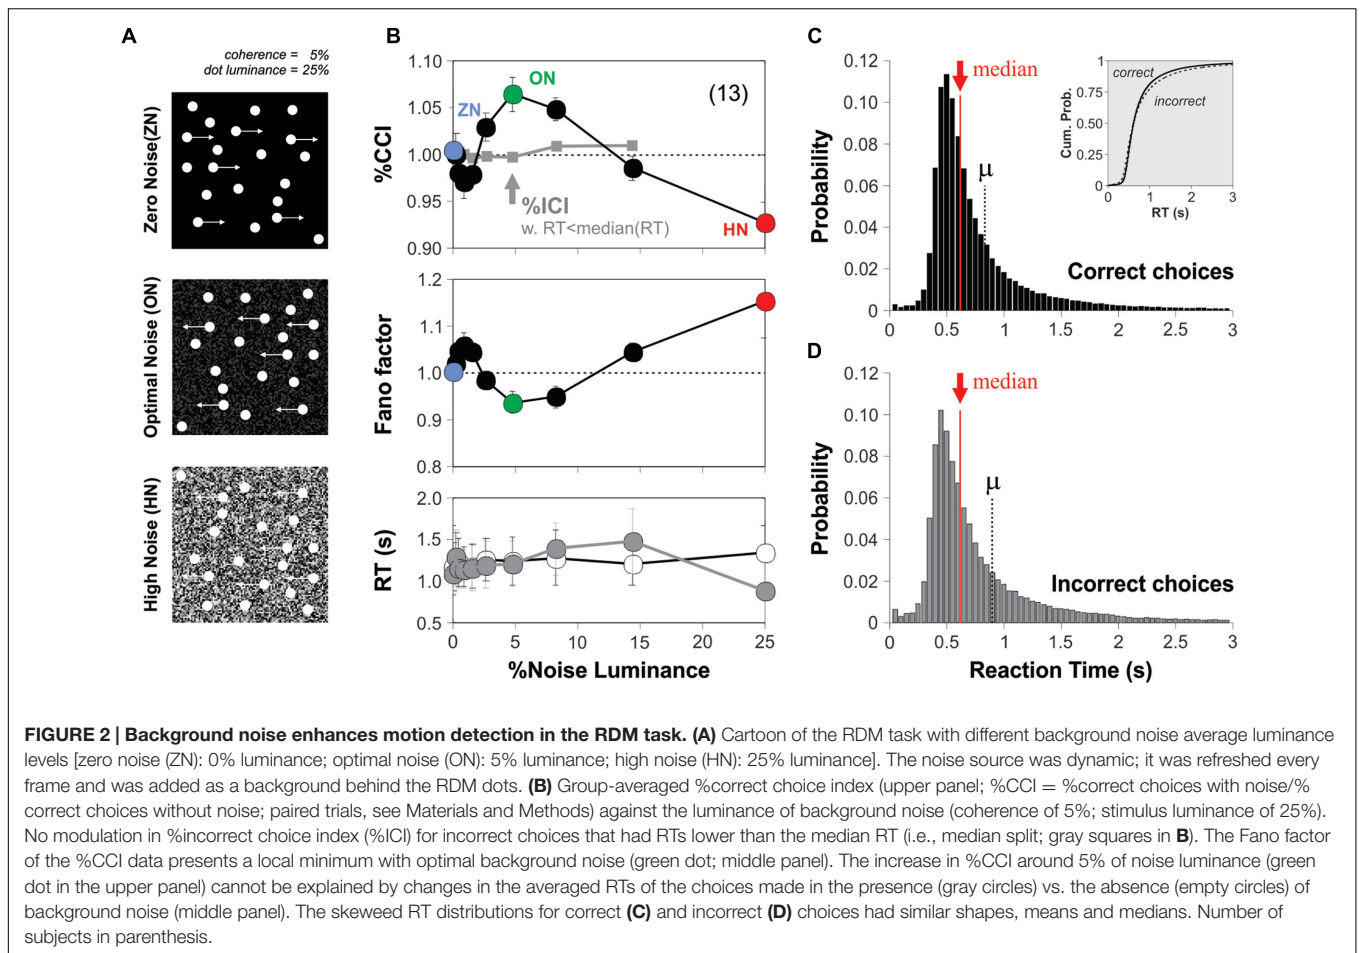 A
coherence = 5%
dot luminance = 25%
Zero Noise(ZN)
Optimal Noise (ON)
High Noise (HN)
B
1.10
1.05
1.00
0.95
0.90
%CCI
ZN
ON
(13)
%ICI
w. RT<median(RT)
HN
1.2
1.1
1.0
0.9
0.8
Fano factor
2.0
1.5
1.0
0.5
RT (s)
0 5 10 15 20 25
%Noise Luminance
C
0.12
0.10
0.08
0.06
0.04
0.02
0
Probability
median
μ
Correct choices
0 0.5 1 1.5 2 2.5 3
1
0.75
0.50
0.25
0
Cum. Prob.
correct
incorrect
0 1 2 3
RT (s)
D
0.12
0.10
0.08
0.06
0.04
0.02
0
Probability
median
μ
Incorrect choices
0 0.5 1 1.5 2 2.5 3
Reaction Time (s)
FIGURE 2 | Background noise enhances motion detection in the RDM task. (A) Cartoon of the RDM task with different background noise average luminance
levels [zero noise (ZN): 0% luminance; optimal noise (ON): 5% luminance; high noise (HN): 25% luminance]. The noise source was dynamic; it was refreshed every
frame and was added as a background behind the RDM dots. (B) Group-averaged %correct choice index (upper panel; %CCI = %correct choices with noise/%
correct choices without noise; paired trials, see Materials and Methods) against the luminance of background noise (coherence of 5%; stimulus luminance of 25%).
No modulation in %incorrect choice index (%ICI) for incorrect choices that had RTs lower than the median RT (i.e., median split; gray squares in B). The Fano factor
of the %CCI data presents a local minimum with optimal background noise (green dot; middle panel). The increase in %CCI around 5% of noise luminance (green
dot in the upper panel) cannot be explained by changes in the averaged RTs of the choices made in the presence (gray circles) vs. the absence (empty circles) of
background noise (middle panel). The skeweed RT distributions for correct (C) and incorrect (D) choices had similar shapes, means and medians. Number of
subjects in parenthesis.